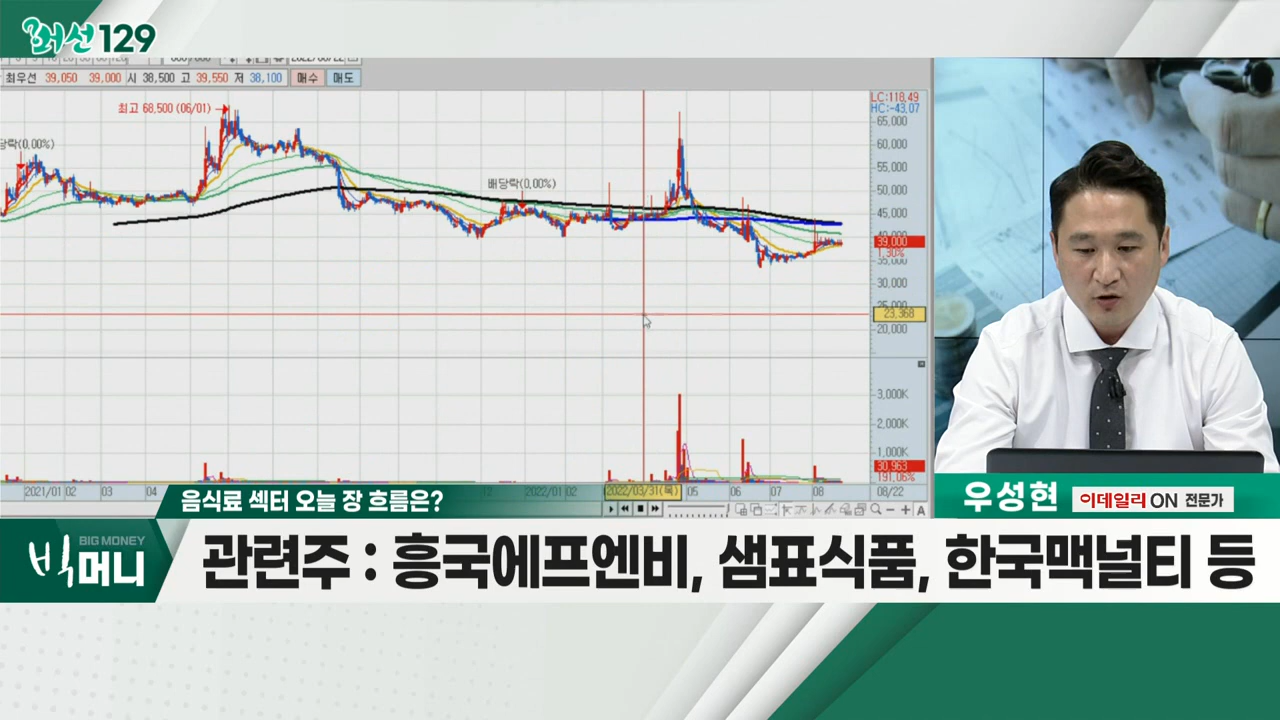 최선129
최우선 39,050 39,000 시 38,500 고 39,550 저 38,100 매수 매도
LC:118.49
HC:-43.07
최고 68,500 (06/01)
당락(0,00%)
배당락(0,00%)
65,000
60,000
55,000
50,000
45,000
40,000
39,000
1,30%
35,000
30,000
25,000
23,368
20,000
3,000K
2,000K
1,000K
30,963
191,06%
2021/01 02 03 04 12 2022/01 02 2022/03/31(목) 05 06 07 08 08/22
음식료 섹터 오늘 장 흐름은?
우성현 이데일리 ON 전문가
BIG MONEY
빅머니
관련주 : 흥국에프엔비, 샘표식품, 한국맥널티 등